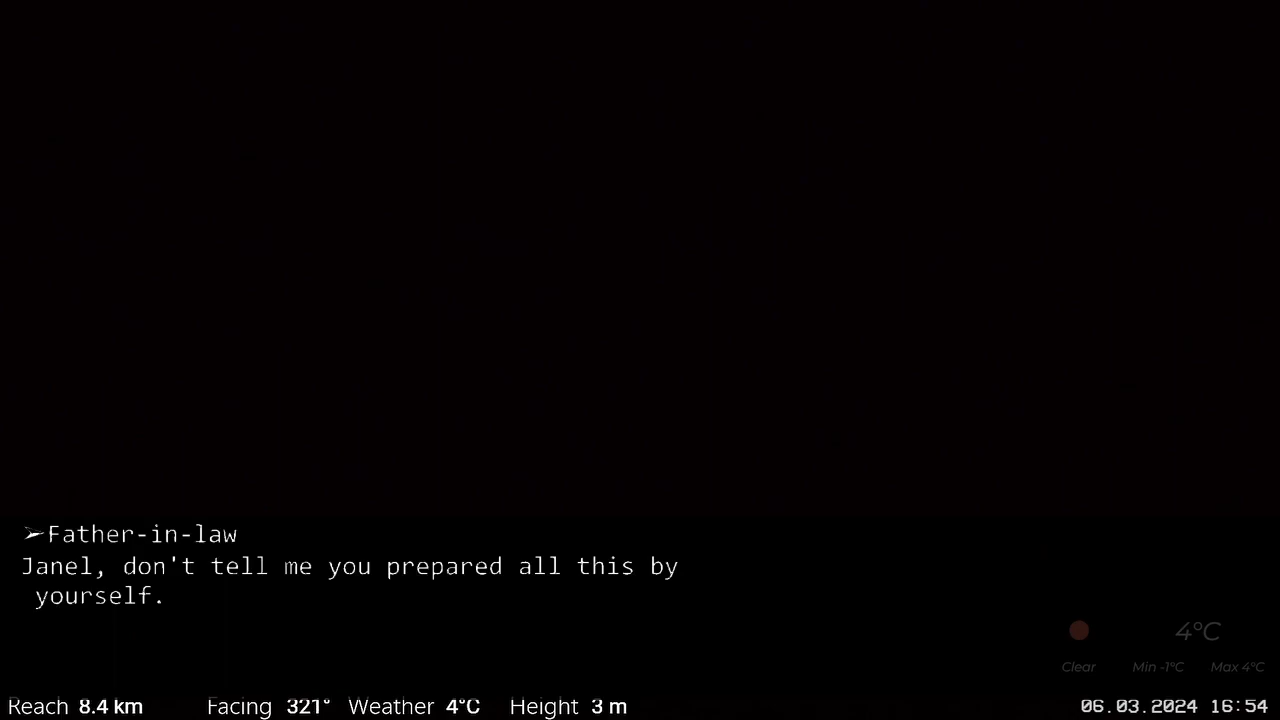 ➢Father-in-law
Janel, don't tell me you prepared all this by
yourself.
4°C
Clear Min -1°C Max 4°C
Reach 8.4 km Facing 321° Weather 4°C Height 3 m 06.03.2024 16:54